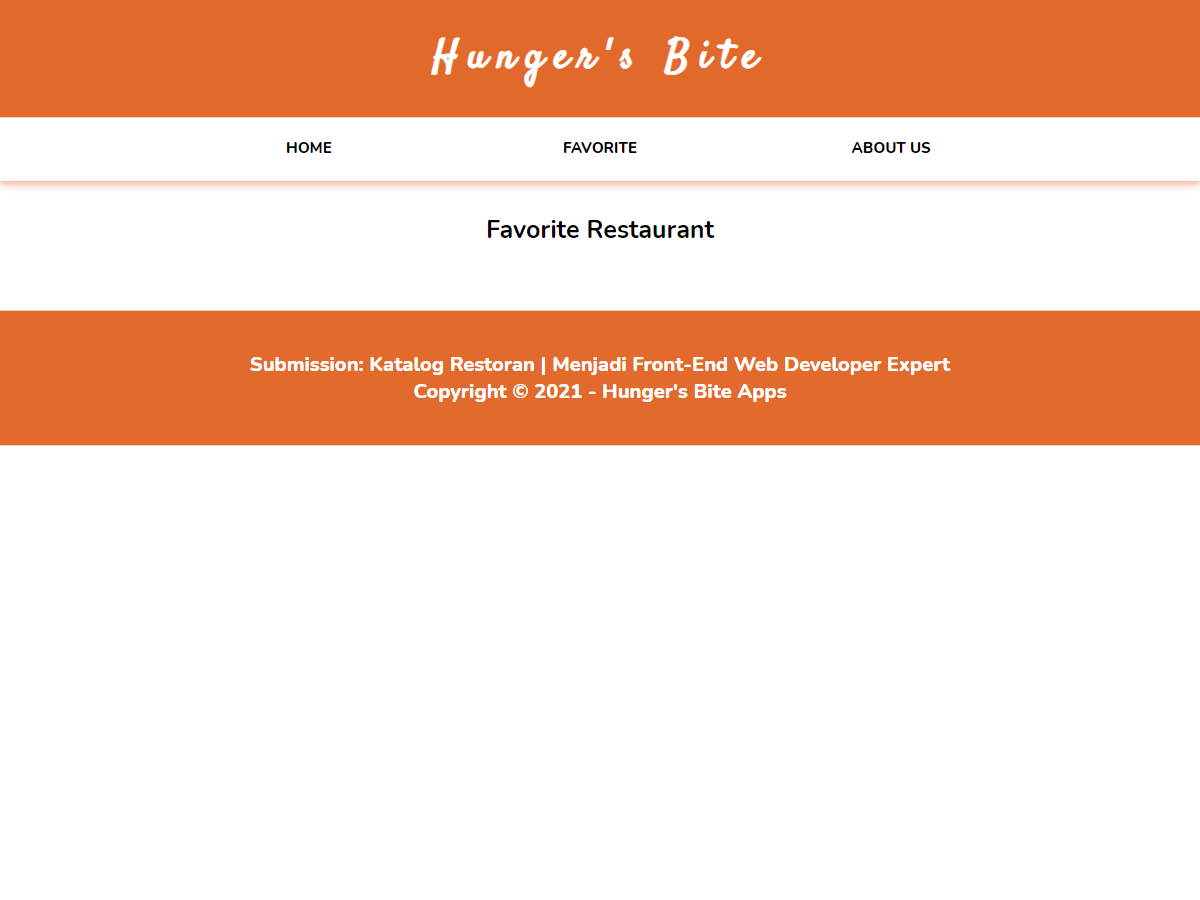 Hunger's Bite
HOME FAVORITE ABOUT US
Favorite Restaurant
Submission: Katalog Restoran | Menjadi Front-End Web Developer Expert
Copyright © 2021 - Hunger's Bite Apps